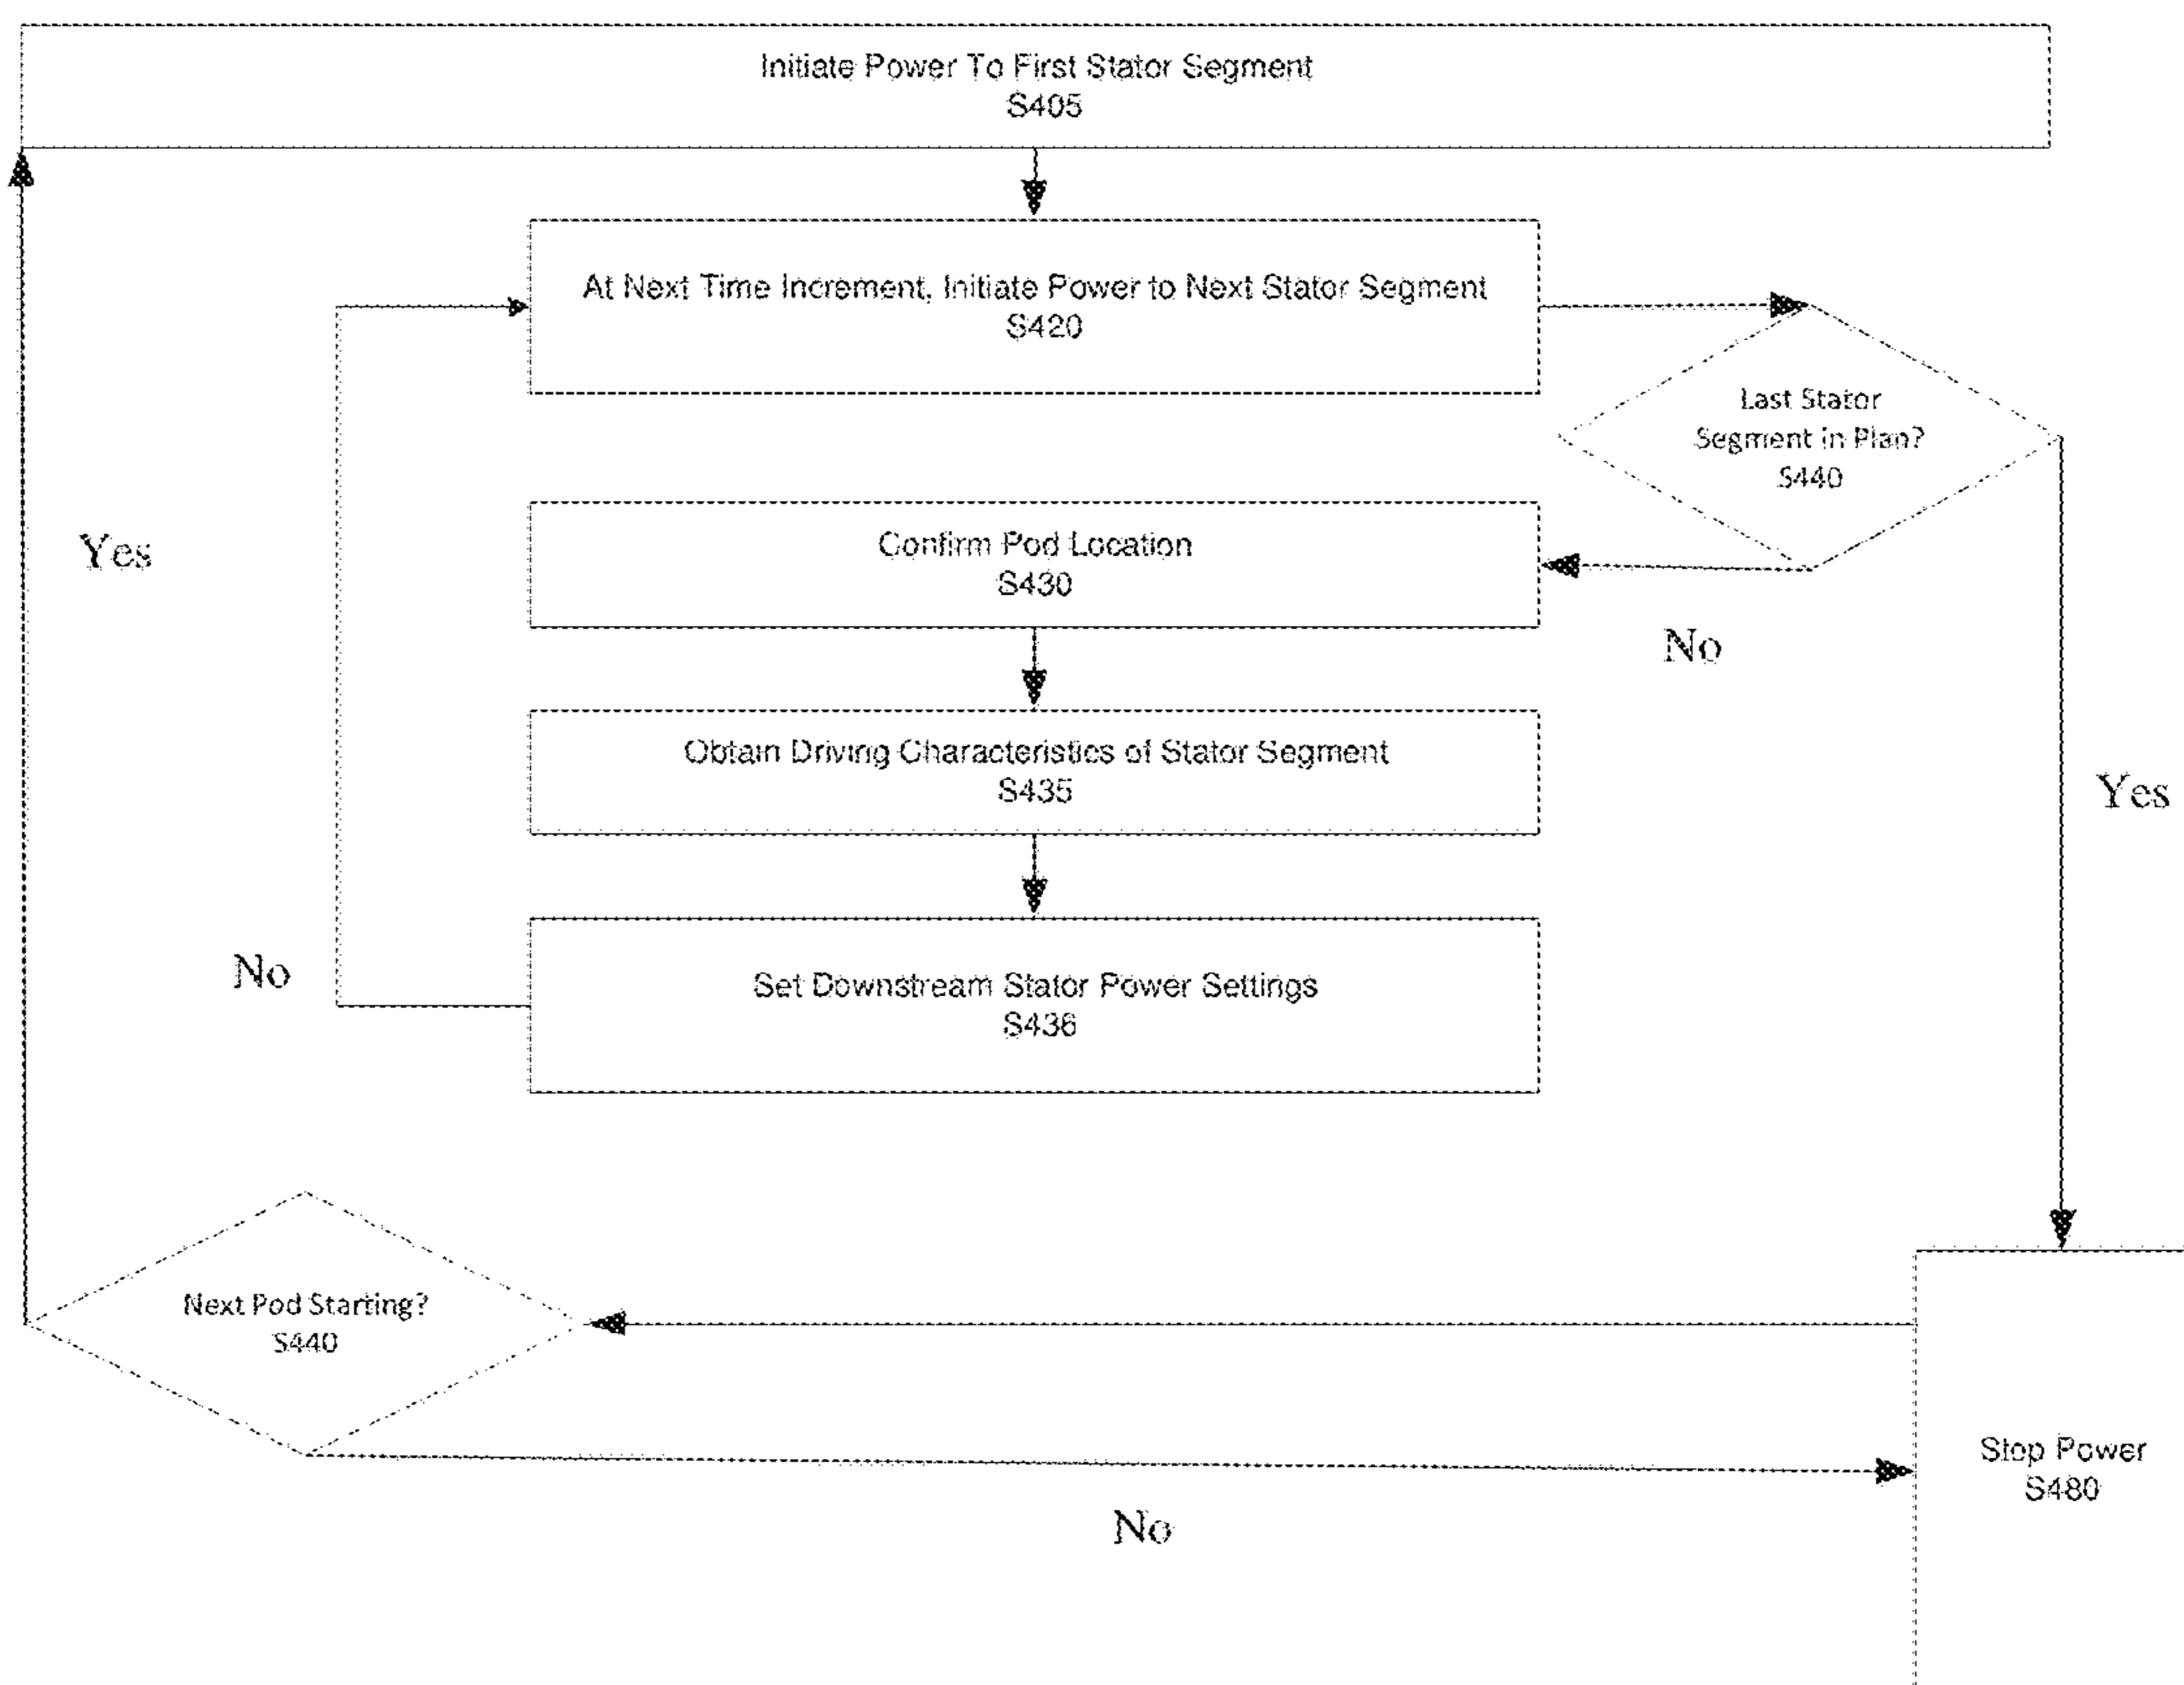 Initiate Power To First Stator Segment
S405
At Next Time Increment, Initiate Power to Next Stator Segment
S420
Last Stator
Segment in Plan?
S440
Confirm Pod Location
S430
No
Obtain Driving Characteristics of Stator Segment
S435
Set Downstream Stator Power Settings
S436
No
Yes
Yes
Next Pod Starting?
S440
Stop Power
S480
No